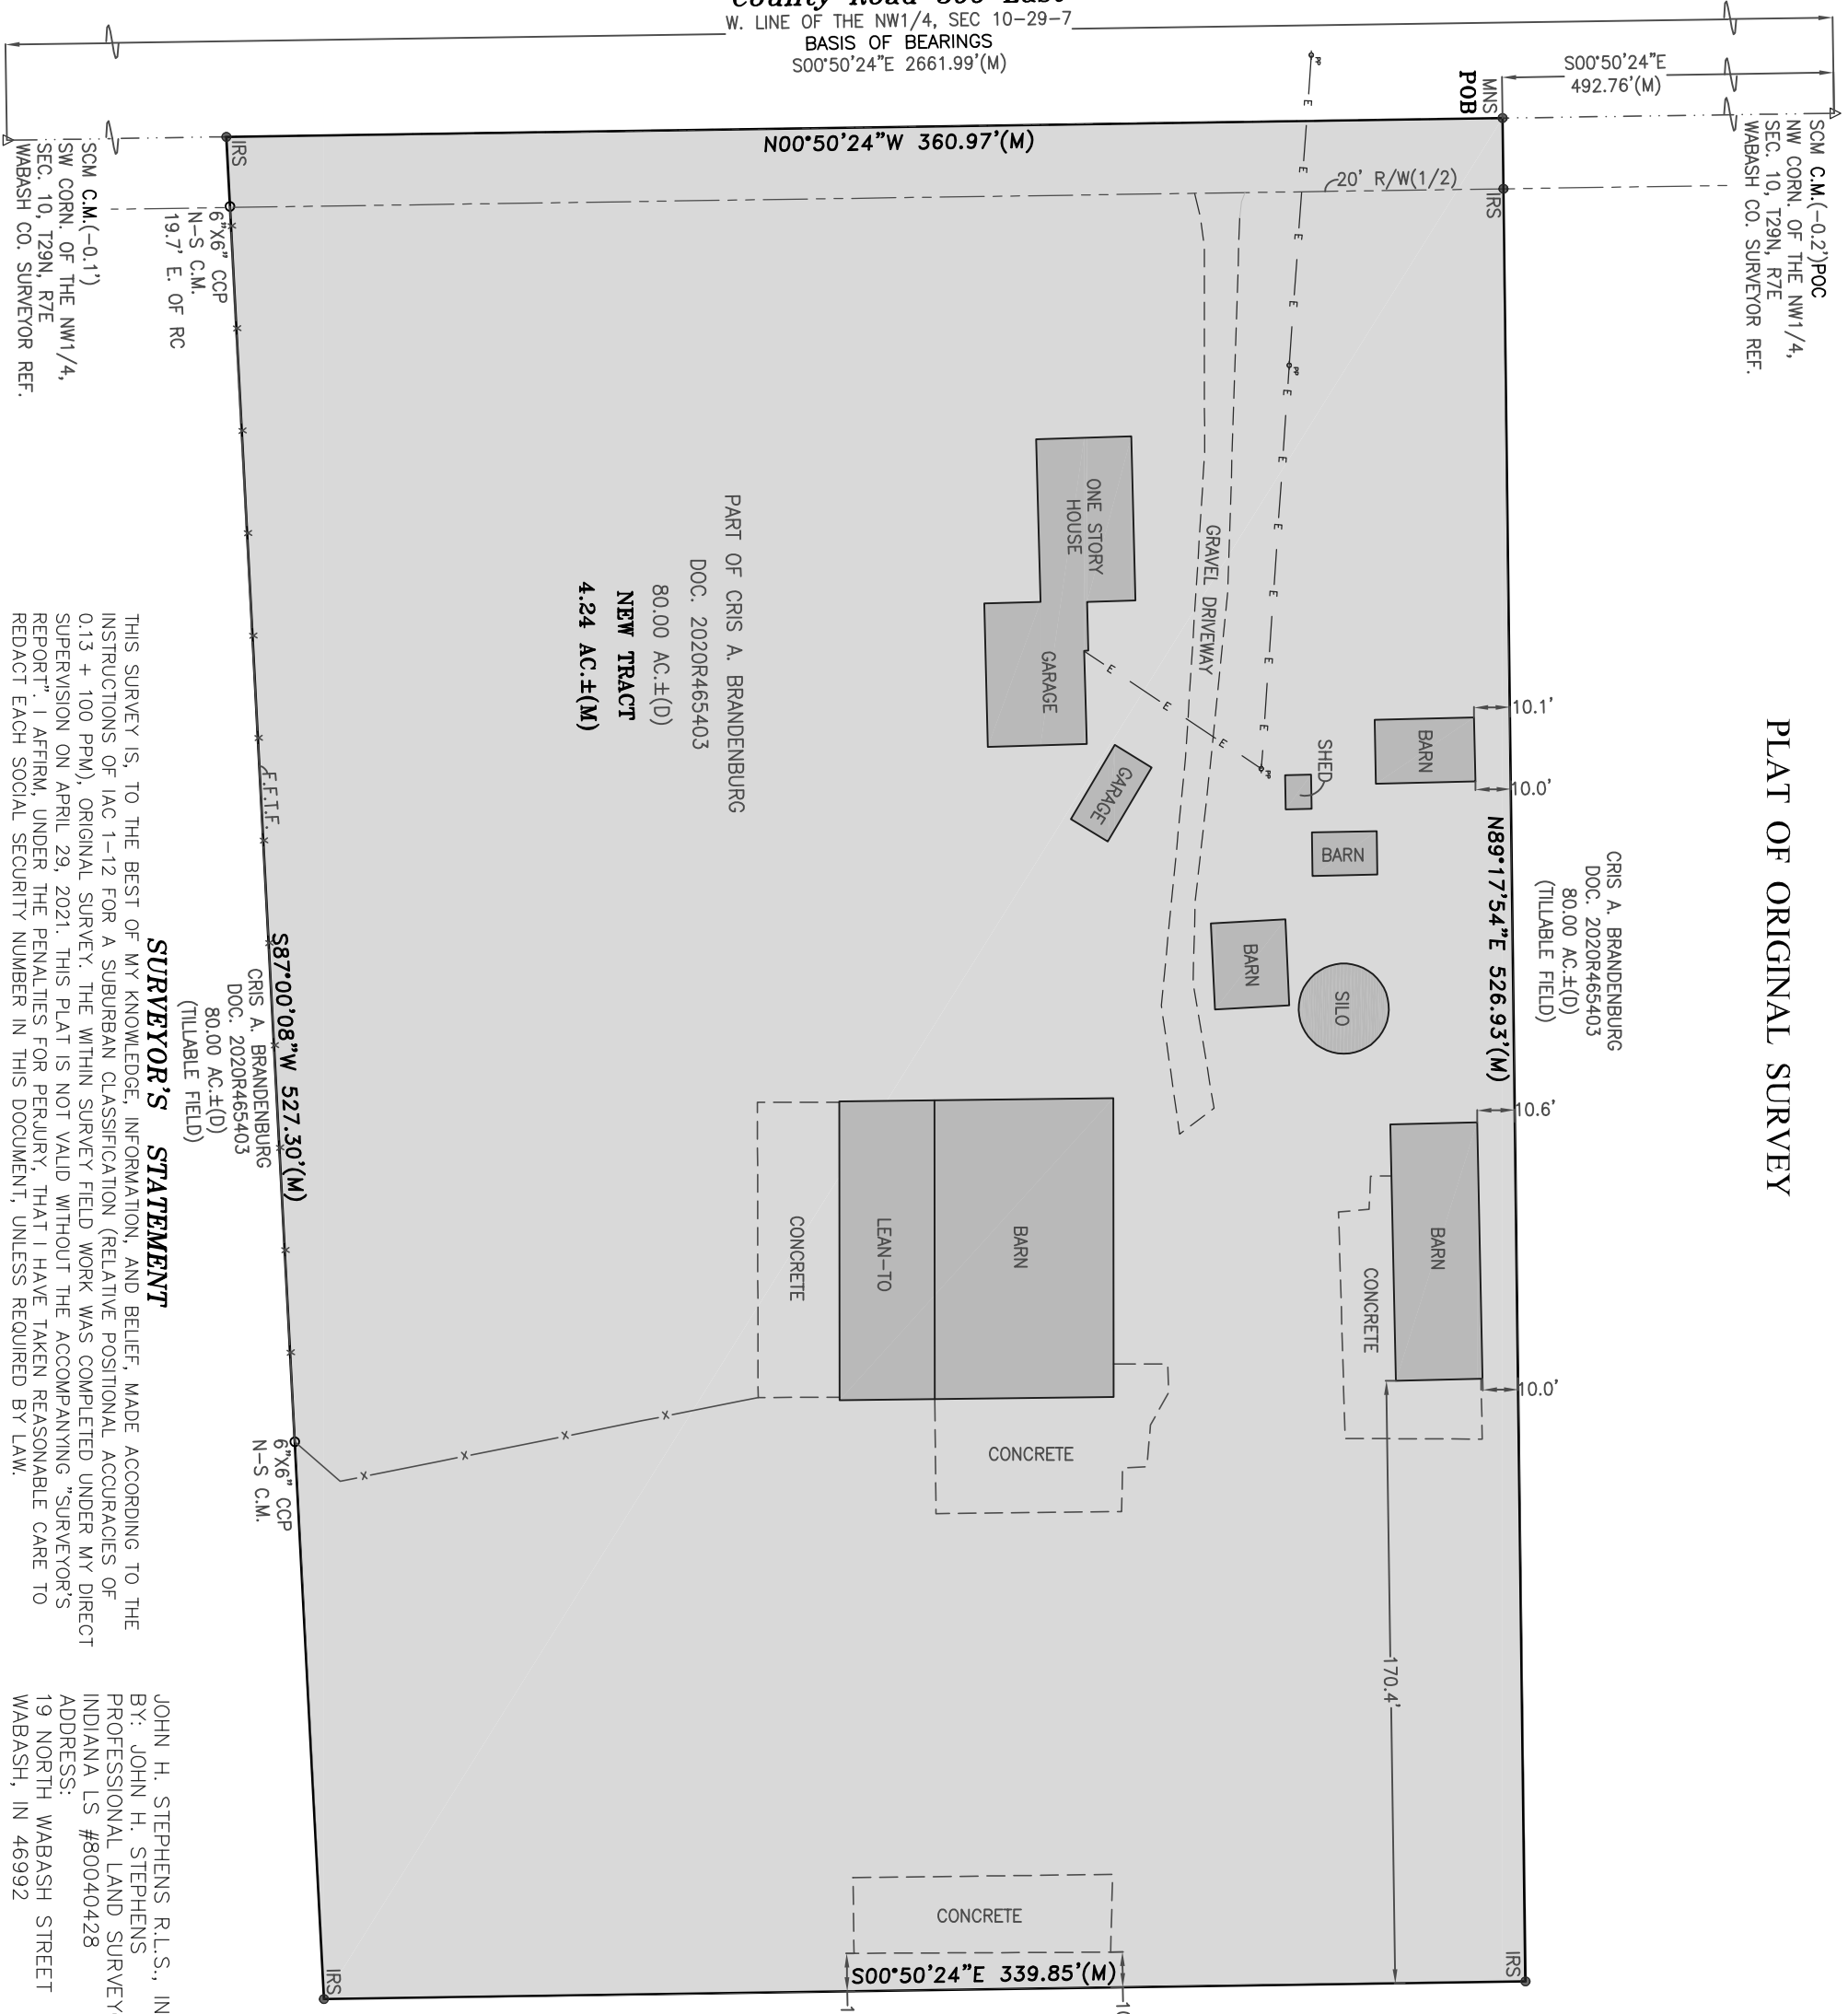 PLAT OF ORIGINAL SURVEY
W. LINE OF THE NW1/4, SEC 10-29-7
BASIS OF BEARINGS
S00°50'24"E 2661.99'(M)
S00°50'24"E
492.76'(M)
SCM C.M.(-0.2')POC
NW CORN. OF THE NW1/4,
SEC. 10, T29N, R7E
WABASH CO. SURVEYOR REF.
MNS
POB
IRS
20' R/W(1/2)
N00°50'24"W 360.97'(M)
IRS
6"X6" CCP
N-S C.M.
19.7' E. OF RC
SCM C.M.(-0.1')
SW CORN. OF THE NW1/4,
SEC. 10, T29N, R7E
WABASH CO. SURVEYOR REF.
CRIS A. BRANDENBURG
DOC. 2020R465403
80.00 AC.±(D)
(TILLABLE FIELD)
N89°17'54"E 526.93'(M)
10.1'
10.0'
10.6'
10.0'
PP
E
E
E
E
E
PP
E
E
E
E
E
E
PP
E
E
E
GRAVEL DRIVEWAY
ONE STORY
HOUSE
GARAGE
GARAGE
SHED
BARN
BARN
BARN
SILO
BARN
CONCRETE
BARN
LEAN-TO
CONCRETE
CONCRETE
170.4'
PART OF CRIS A. BRANDENBURG
DOC. 2020R465403
80.00 AC.±(D)
NEW TRACT
4.24 AC.±(M)
F.F.T.F.
S87°00'08"W 527.30'(M)
CRIS A. BRANDENBURG
DOC. 2020R465403
80.00 AC.±(D)
(TILLABLE FIELD)
6"X6" CCP
N-S C.M.
CONCRETE
S00°50'24"E 339.85'(M)
IRS
IRS
SURVEYOR'S STATEMENT
THIS SURVEY IS, TO THE BEST OF MY KNOWLEDGE, INFORMATION, AND BELIEF, MADE ACCORDING TO THE
INSTRUCTIONS OF IAC 1-12 FOR A SUBURBAN CLASSIFICATION (RELATIVE POSITIONAL ACCURACIES OF
0.13 + 100 PPM), ORIGINAL SURVEY. THE WITHIN SURVEY FIELD WORK WAS COMPLETED UNDER MY DIRECT
SUPERVISION ON APRIL 29, 2021. THIS PLAT IS NOT VALID WITHOUT THE ACCOMPANYING "SURVEYOR'S
REPORT". I AFFIRM, UNDER THE PENALTIES FOR PERJURY, THAT I HAVE TAKEN REASONABLE CARE TO
REDACT EACH SOCIAL SECURITY NUMBER IN THIS DOCUMENT, UNLESS REQUIRED BY LAW.
JOHN H. STEPHENS R.L.S., IN
BY: JOHN H. STEPHENS
PROFESSIONAL LAND SURVEY
INDIANA LS #80040428
ADDRESS:
19 NORTH WABASH STREET
WABASH, IN 46992